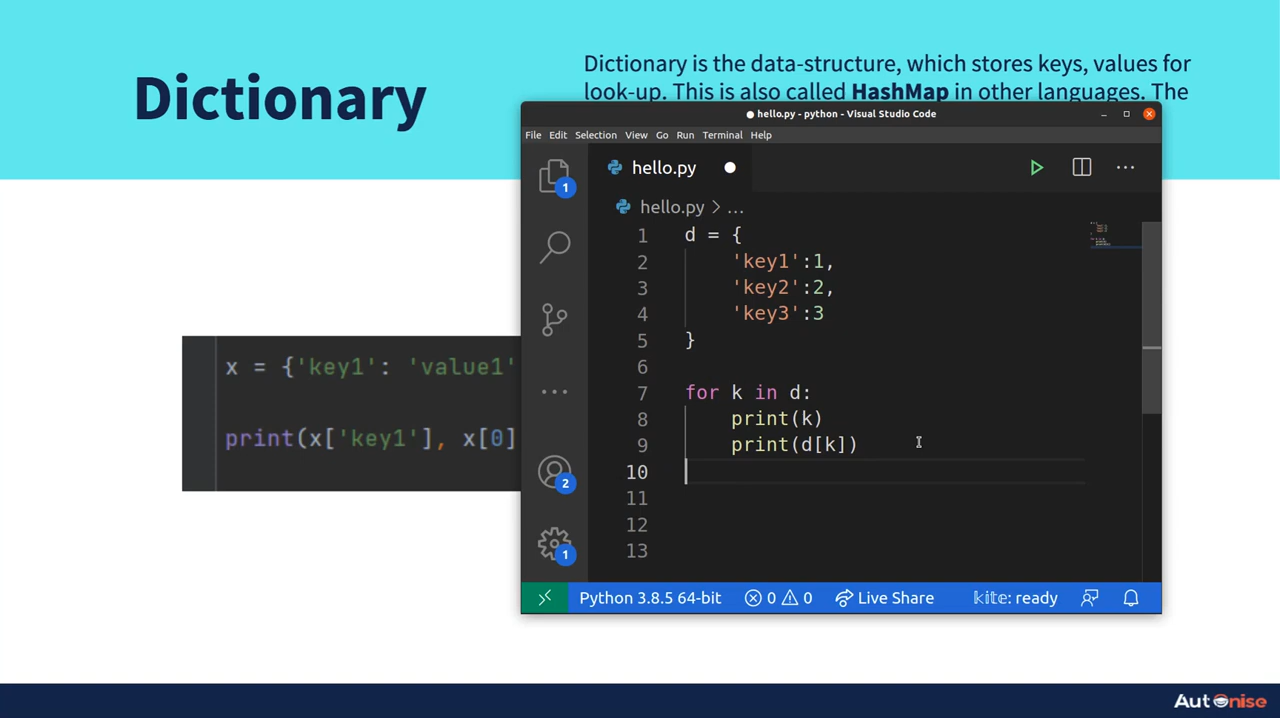 Dictionary
Dictionary is the data-structure, which stores keys, values for
look-up. This is also called HashMap in other languages. The
x = {'key1': 'value1'
print(x['key1'], x[0]
● hello.py - python - Visual Studio Code
File Edit Selection View Go Run Terminal Help
hello.py
hello.py > ...
1 d = {
2 'key1':1,
3 'key2':2,
4 'key3':3
5 }
6
7 for k in d:
8 print(k)
9 print(d[k])
10
11
12
13
1
2
1
Python 3.8.5 64-bit 0 0 Live Share kite: ready
AutOnise